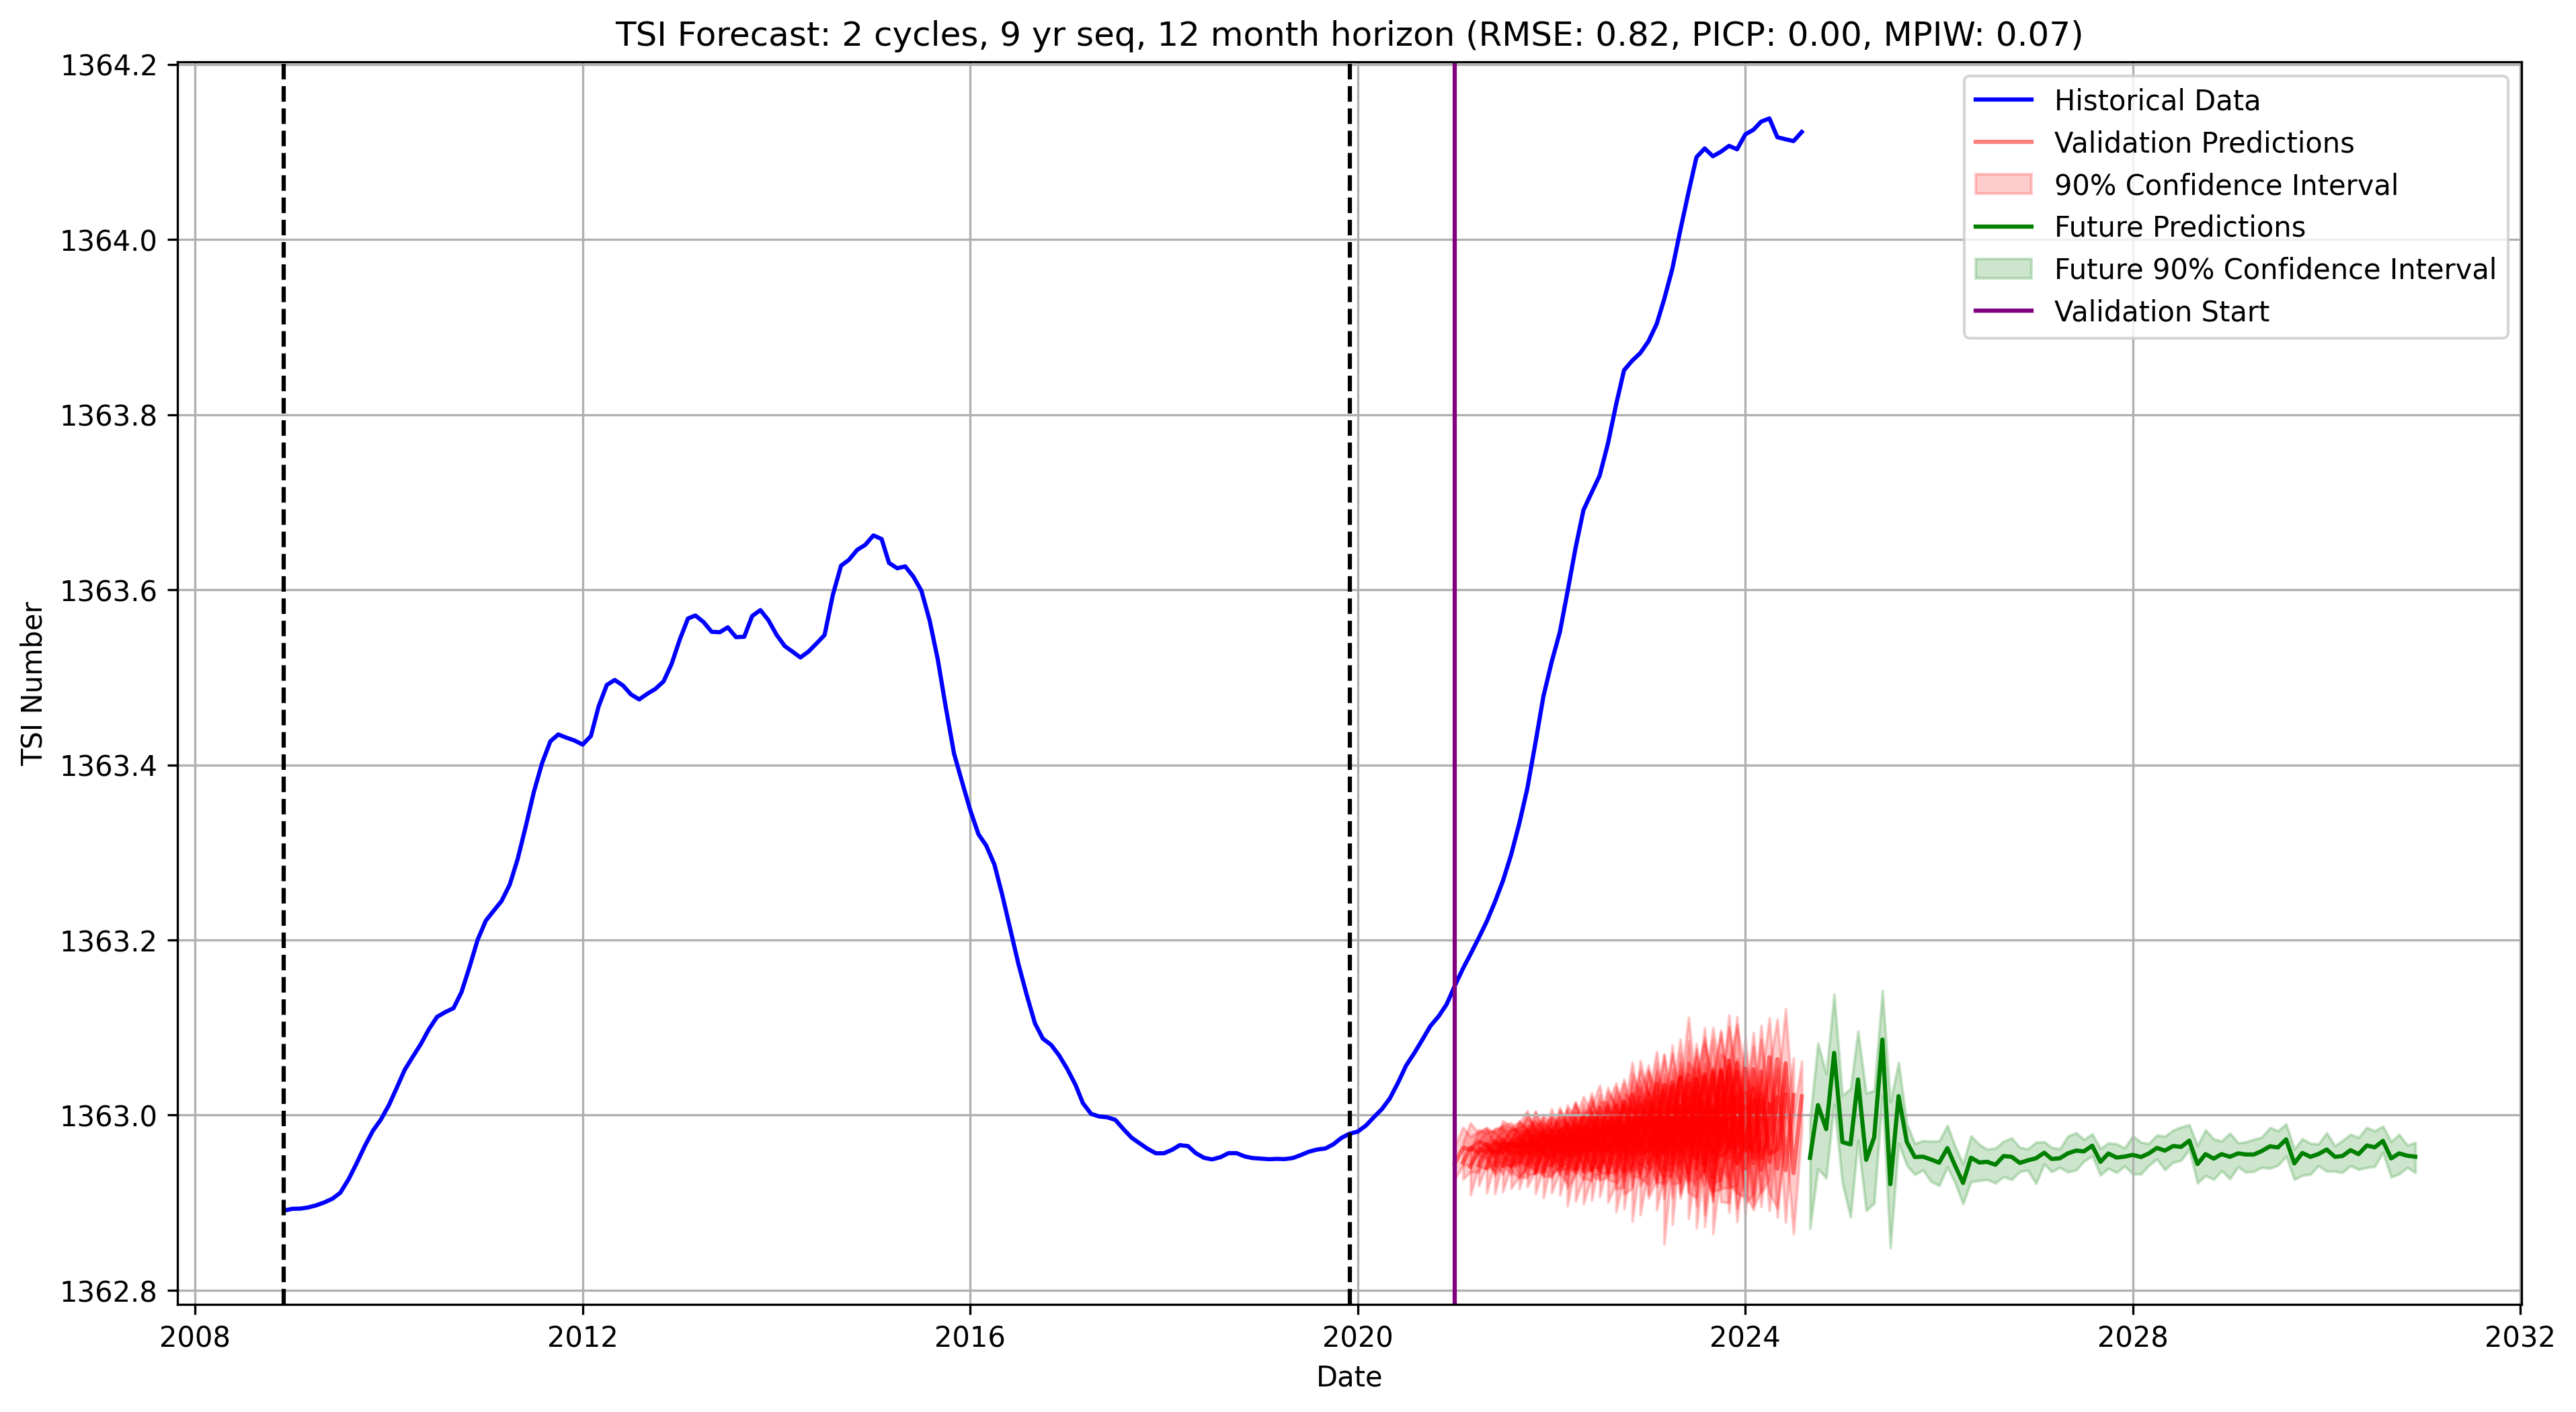 TSI Forecast: 2 cycles, 9 yr seq, 12 month horizon (RMSE: 0.82, PICP: 0.00, MPIW: 0.07)
1364.2
1364.0
1363.8
1363.6
1363.4
1363.2
1363.0
1362.8
TSI Number
Historical Data
Validation Predictions
90% Confidence Interval
Future Predictions
Future 90% Confidence Interval
Validation Start
2008 2012 2016 2020 2024 2028 2032
Date